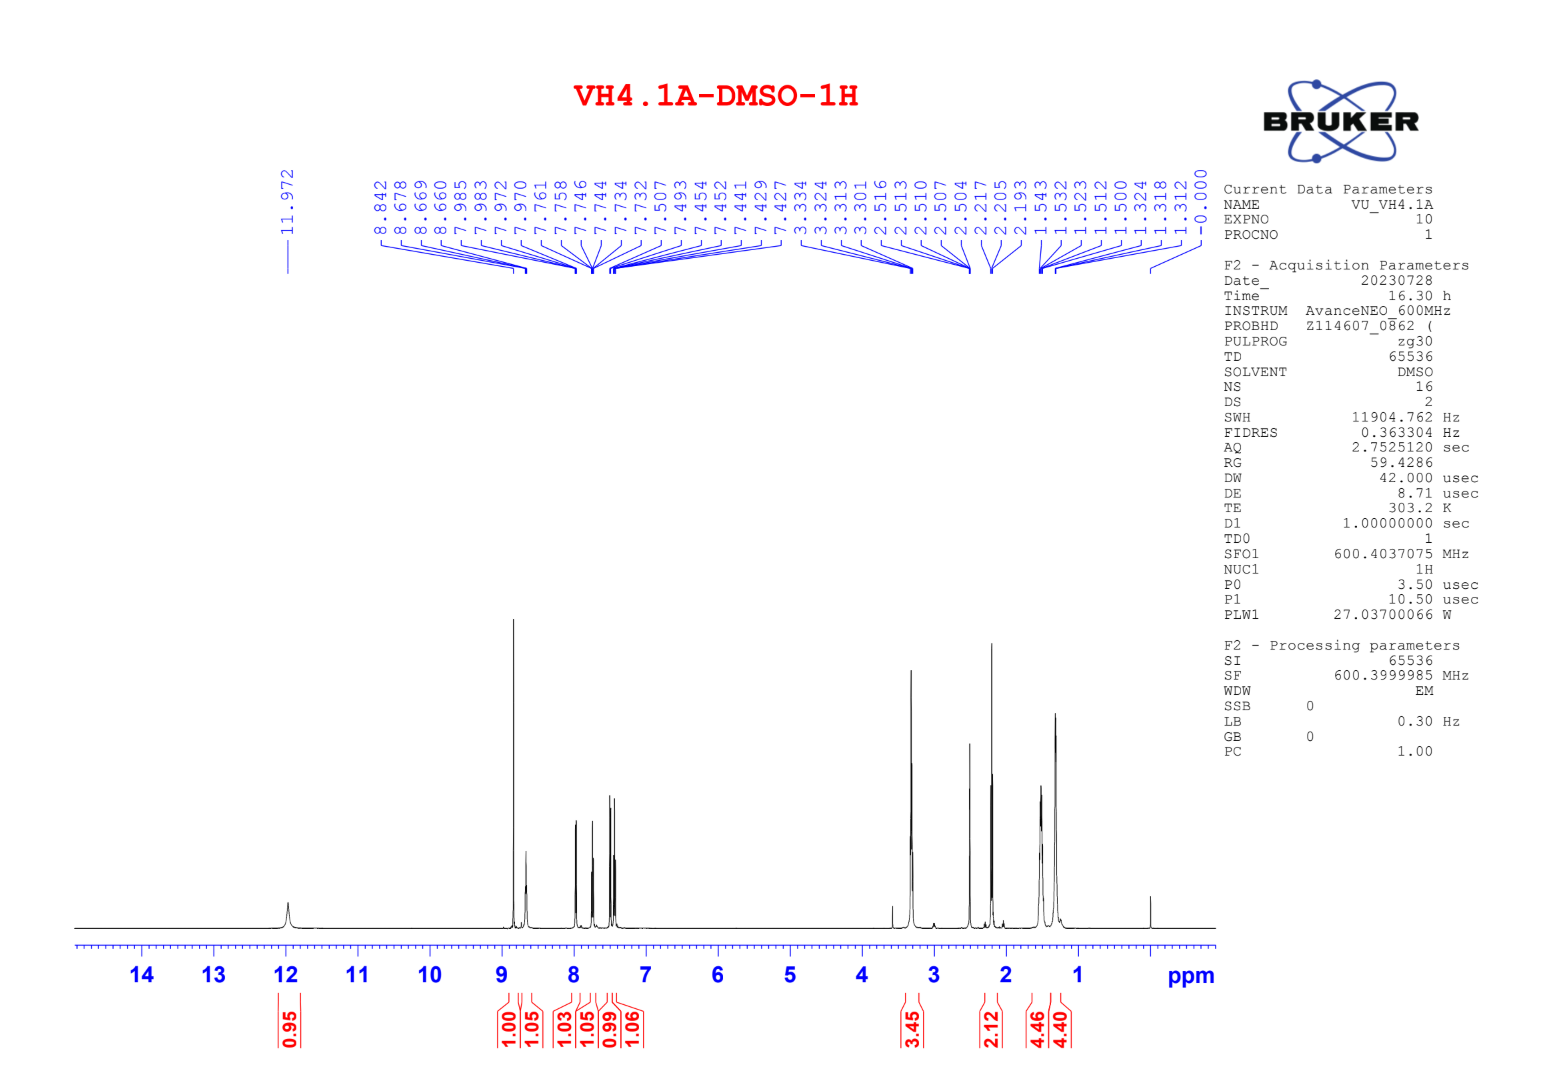 VH4.1A-DMSO-1H
BRUKER
11.972
8.842
8.678
8.669
8.660
7.985
7.983
7.972
7.970
7.761
7.758
7.746
7.744
7.734
7.732
7.507
7.493
7.454
7.452
7.441
7.429
7.427
3.334
3.324
3.313
3.301
2.516
2.513
2.510
2.507
2.504
2.217
2.205
2.193
1.543
1.532
1.523
1.512
1.500
1.324
1.318
1.312
-0.000
Current Data Parameters
NAME VU_VH4.1A
EXPNO 10
PROCNO 1
F2 - Acquisition Parameters
Date_ 20230728
Time 16.30 h
INSTRUM AvanceNEO_600MHz
PROBHD Z114607_0862 (
PULPROG zg30
TD 65536
SOLVENT DMSO
NS 16
DS 2
SWH 11904.762 Hz
FIDRES 0.363304 Hz
AQ 2.7525120 sec
RG 59.4286
DW 42.000 usec
DE 8.71 usec
TE 303.2 K
D1 1.00000000 sec
TD0 1
SFO1 600.4037075 MHz
NUC1 1H
P0 3.50 usec
P1 10.50 usec
PLW1 27.03700066 W
F2 - Processing parameters
SI 65536
SF 600.3999985 MHz
WDW EM
SSB 0
LB 0.30 Hz
GB 0
PC 1.00
14 13 12 11 10 9 8 7 6 5 4 3 2 1 ppm
0.95
1.00
1.05
1.03
1.05
0.99
1.06
3.45
2.12
4.46
4.40